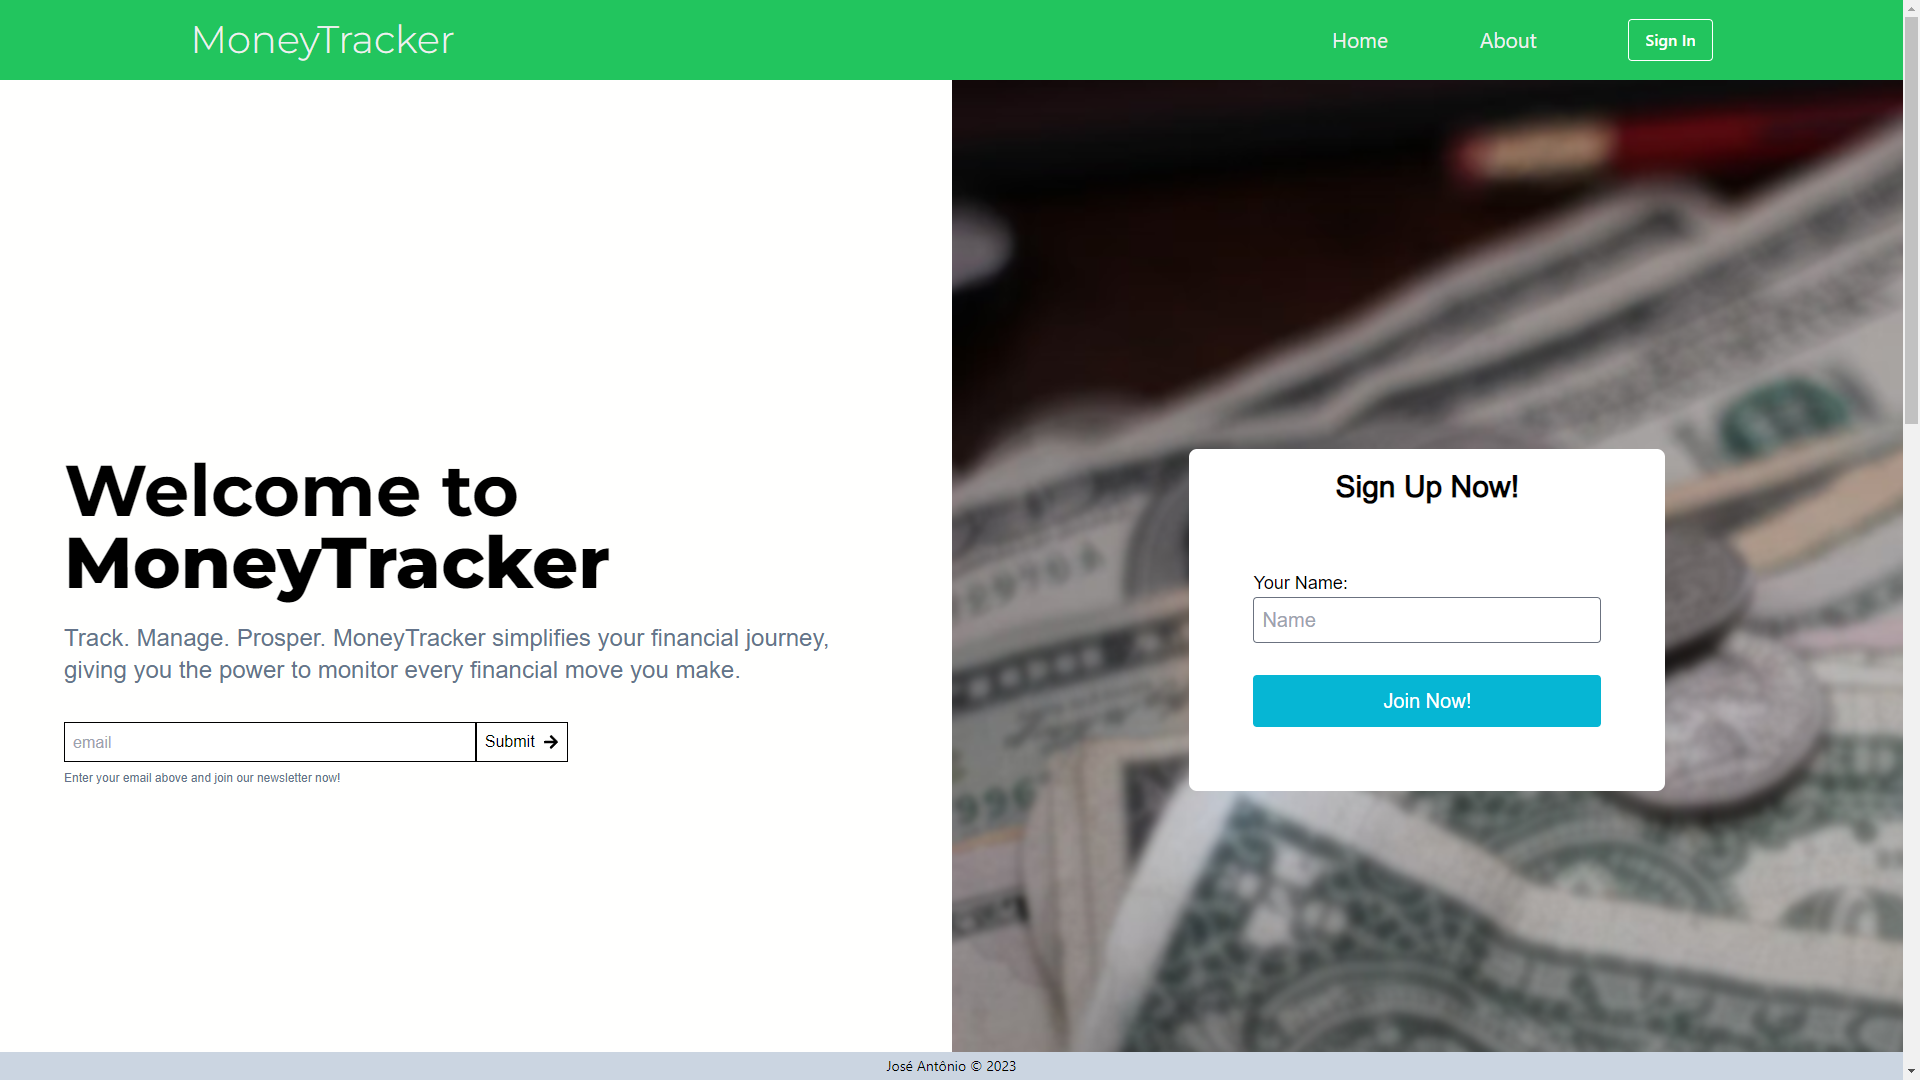 MoneyTracker
Home
About
Sign In
Welcome to
MoneyTracker
Track. Manage. Prosper. MoneyTracker simplifies your financial journey,
giving you the power to monitor every financial move you make.
email
Submit
Enter your email above and join our newsletter now!
Sign Up Now!
Your Name:
Name
Join Now!
José Antônio © 2023